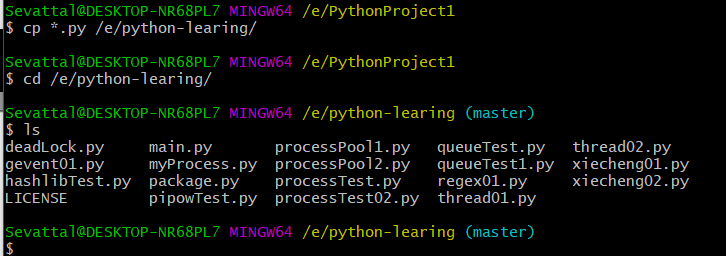 Sevattal@DESKTOP-NR68PL7 MINGW64 /e/PythonProject1
$ cp *.py /e/python-learing/
Sevattal@DESKTOP-NR68PL7 MINGW64 /e/PythonProject1
$ cd /e/python-learing/
Sevattal@DESKTOP-NR68PL7 MINGW64 /e/python-learing (master)
$ ls
deadLock.py main.py processPool1.py queueTest.py thread02.py
gevent01.py myProcess.py processPool2.py queueTest1.py xiecheng01.py
hashlibTest.py package.py processTest.py regex01.py xiecheng02.py
LICENSE pipowTest.py processTest02.py thread01.py
Sevattal@DESKTOP-NR68PL7 MINGW64 /e/python-learing (master)
$